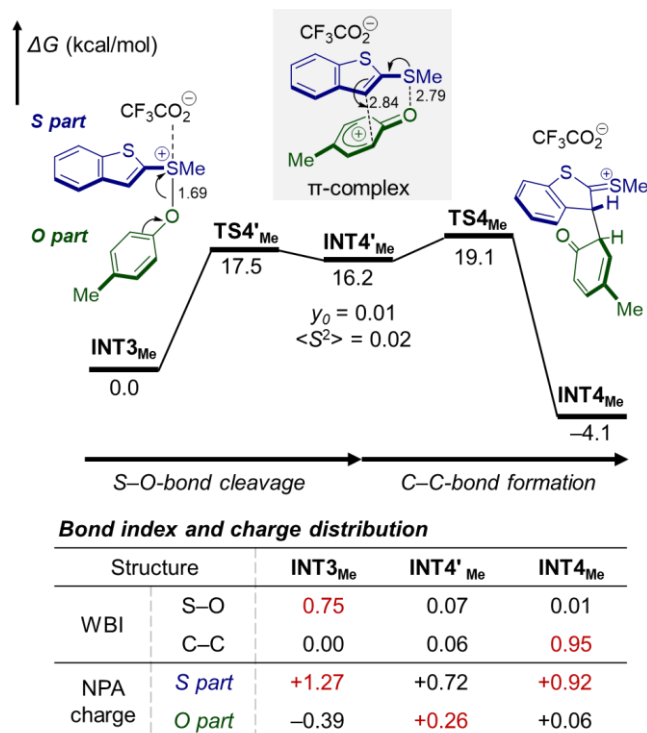 ΔG (kcal/mol)
CF₃CO₂⊖
S
SMe
2.84
2.79
O
⊕
Me
π-complex
CF₃CO₂⊖
S part
S
⊕
SMe
1.69
O
O part
Me
CF₃CO₂⊖
S
⊕
SMe
H
O
H
Me
TS4'Me
17.5
INT4'Me
16.2
TS4Me
19.1
y₀ = 0.01
<S²> = 0.02
INT3Me
0.0
INT4Me
–4.1
S–O-bond cleavage
C–C-bond formation
Bond index and charge distribution
Structure INT3Me INT4'Me INT4Me
WBI S–O 0.75 0.07 0.01
C–C 0.00 0.06 0.95
NPA charge S part +1.27 +0.72 +0.92
O part –0.39 +0.26 +0.06